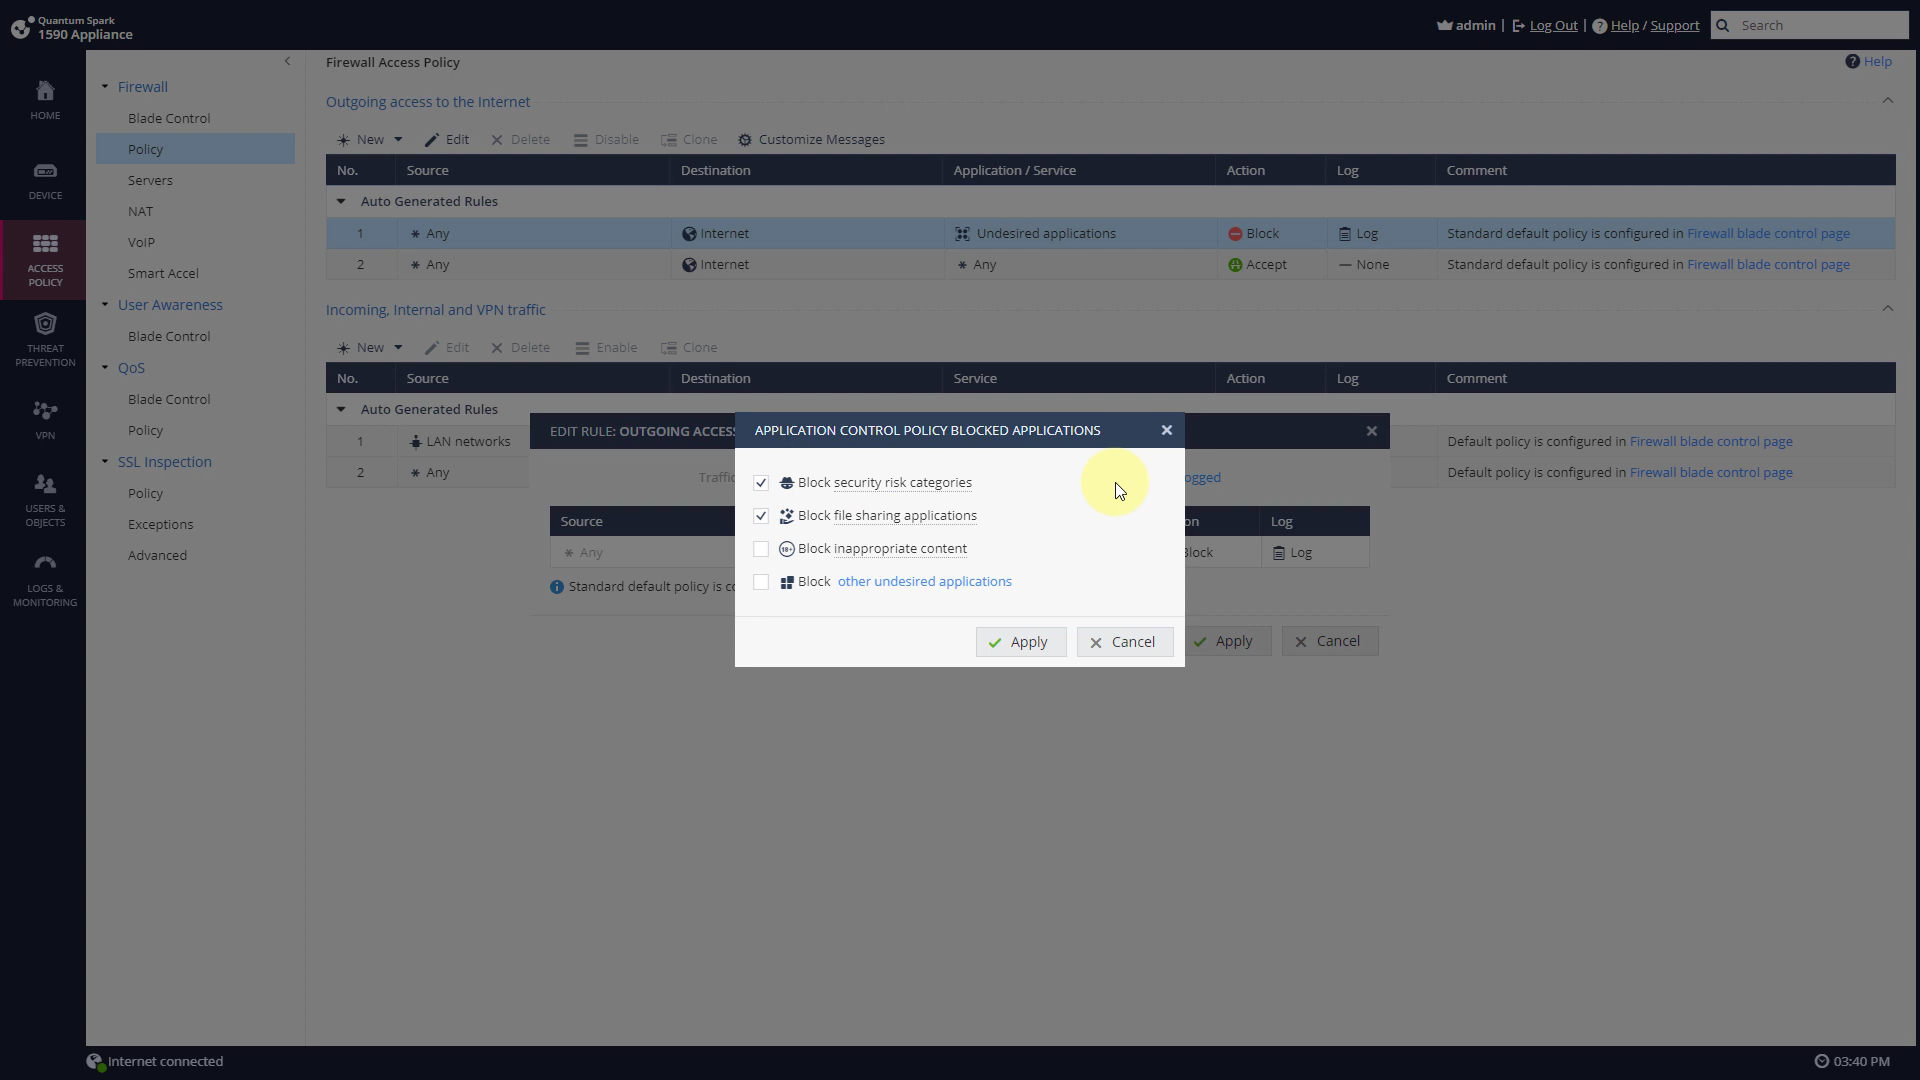 Quantum Spark
1590 Appliance
admin | Log Out | Help / Support
Search
HOME
DEVICE
ACCESS
POLICY
THREAT
PREVENTION
VPN
USERS &
OBJECTS
LOGS &
MONITORING
Firewall
Blade Control
Policy
Servers
NAT
VoIP
Smart Accel
User Awareness
Blade Control
QoS
Blade Control
Policy
SSL Inspection
Policy
Exceptions
Advanced
Firewall Access Policy
Help
Outgoing access to the Internet
New Edit Delete Disable Clone Customize Messages
No. Source Destination Application / Service Action Log Comment
Auto Generated Rules
1 Any Internet Undesired applications Block Log Standard default policy is configured in Firewall blade control page
2 Any Internet Any Accept None Standard default policy is configured in Firewall blade control page
Incoming, Internal and VPN traffic
New Edit Delete Enable Clone
No. Source Destination Service Action Log Comment
Auto Generated Rules
1 LAN networks Default policy is configured in Firewall blade control page
2 Any Default policy is configured in Firewall blade control page
EDIT RULE: OUTGOING ACCESS
Traffic
ogged
Source on Log
Any Block Log
Standard default policy is co
Apply Cancel
APPLICATION CONTROL POLICY BLOCKED APPLICATIONS
Block security risk categories
Block file sharing applications
18+ Block inappropriate content
Block other undesired applications
Apply Cancel
Internet connected
03:40 PM